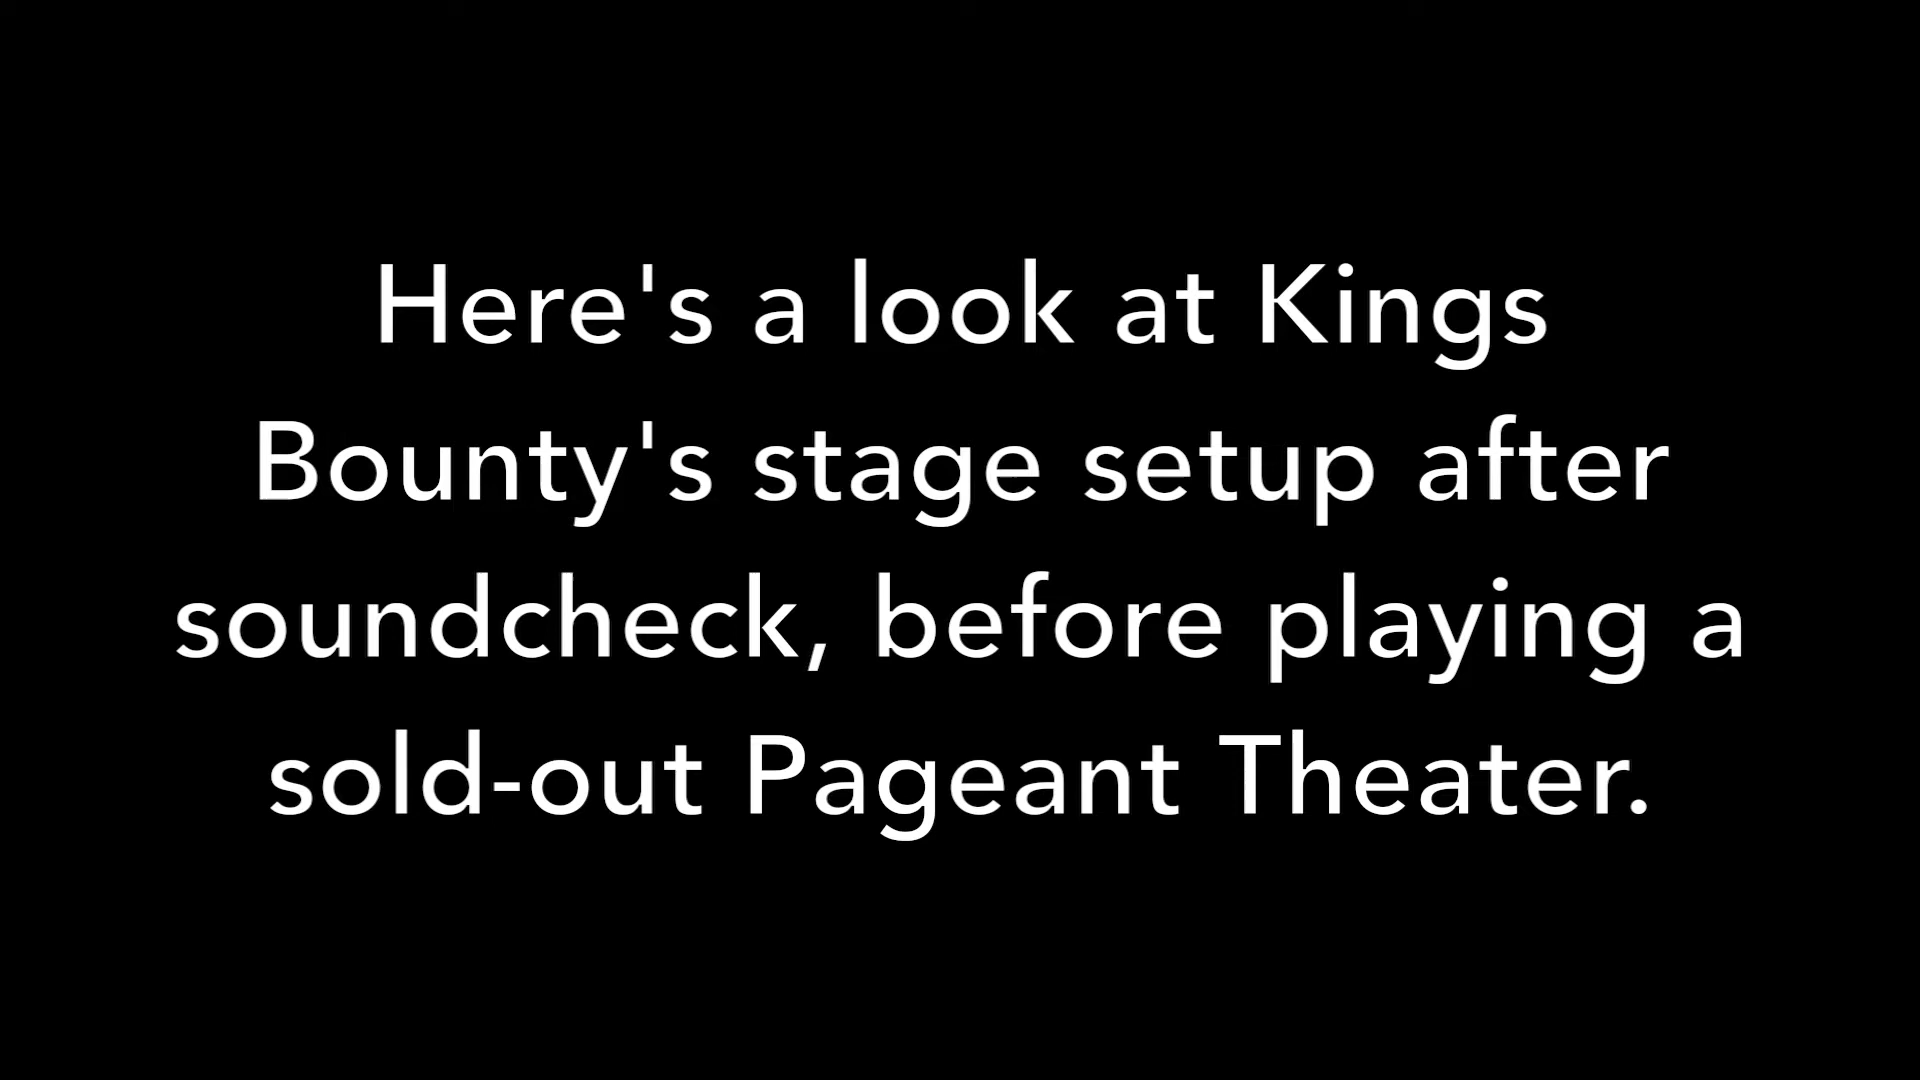 Here's a look at Kings
Bounty's stage setup after
soundcheck, before playing a
sold-out Pageant Theater.